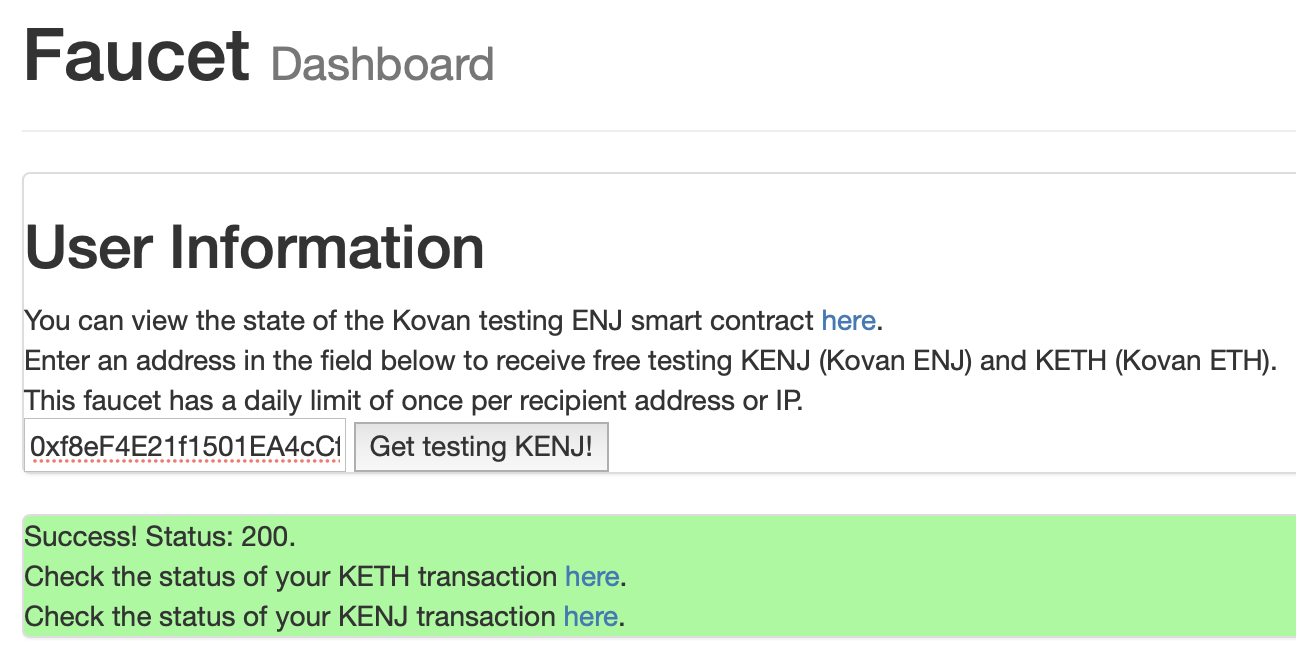 Faucet Dashboard
User Information
You can view the state of the Kovan testing ENJ smart contract here.
Enter an address in the field below to receive free testing KENJ (Kovan ENJ) and KETH (Kovan ETH).
This faucet has a daily limit of once per recipient address or IP.
0xf8eF4E21f1501EA4cCf Get testing KENJ!
Success! Status: 200.
Check the status of your KETH transaction here.
Check the status of your KENJ transaction here.